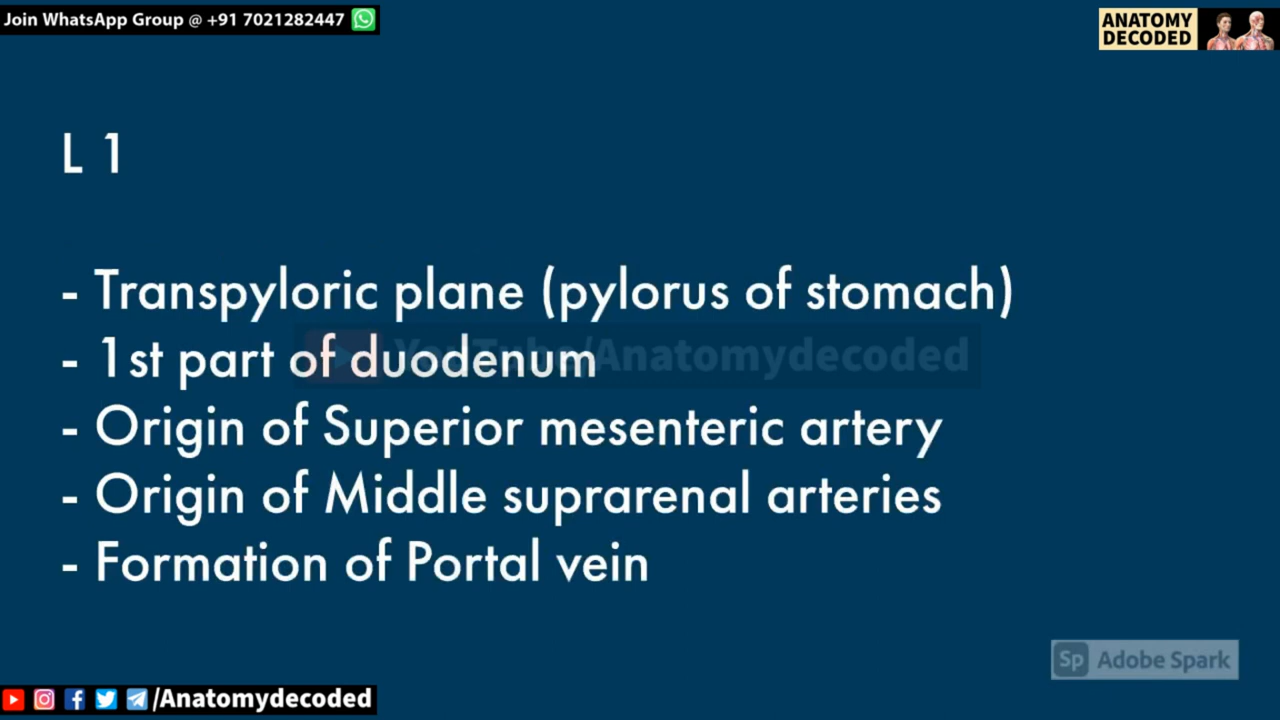 Join WhatsApp Group @ +91 7021282447
ANATOMY
DECODED
L 1
- Transpyloric plane (pylorus of stomach)
- 1st part of duodenum
YouTube/Anatomydecoded
- Origin of Superior mesenteric artery
- Origin of Middle suprarenal arteries
- Formation of Portal vein
Sp Adobe Spark
/Anatomydecoded